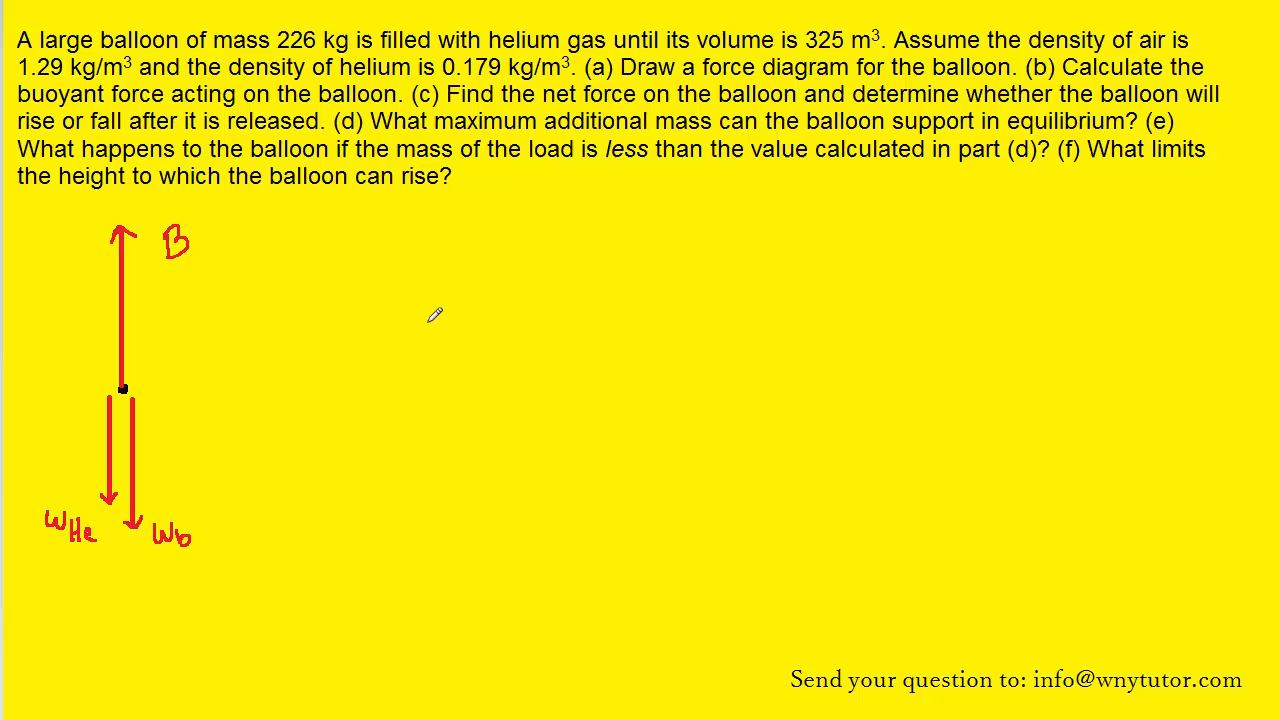 A large balloon of mass 226 kg is filled with helium gas until its volume is 325 m³. Assume the density of air is
1.29 kg/m³ and the density of helium is 0.179 kg/m³. (a) Draw a force diagram for the balloon. (b) Calculate the
buoyant force acting on the balloon. (c) Find the net force on the balloon and determine whether the balloon will
rise or fall after it is released. (d) What maximum additional mass can the balloon support in equilibrium? (e)
What happens to the balloon if the mass of the load is less than the value calculated in part (d)? (f) What limits
the height to which the balloon can rise?
B
WHe
Wb
Send your question to: info@wnytutor.com